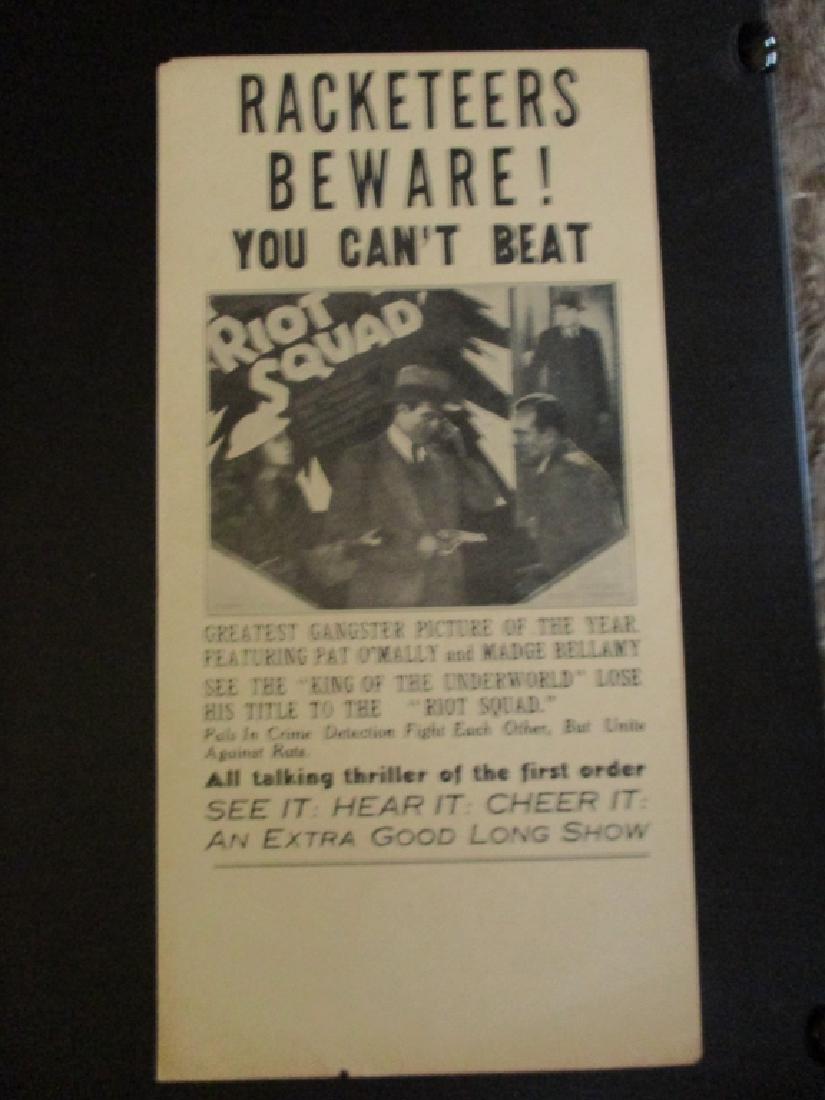 RACKETEERS
BEWARE!
YOU CAN'T BEAT
"RIOT
SQUAD"
GREATEST GANGSTER PICTURE OF THE YEAR
FEATURING PAT O'MALLY and MADGE BELLAMY
SEE THE "KING OF THE UNDERWORLD" LOSE
HIS TITLE TO THE "RIOT SQUAD."
Pals In Crime Detection Fight Each Other, But Unite
Against Rats.
All talking thriller of the first order
SEE IT: HEAR IT: CHEER IT:
AN EXTRA GOOD LONG SHOW